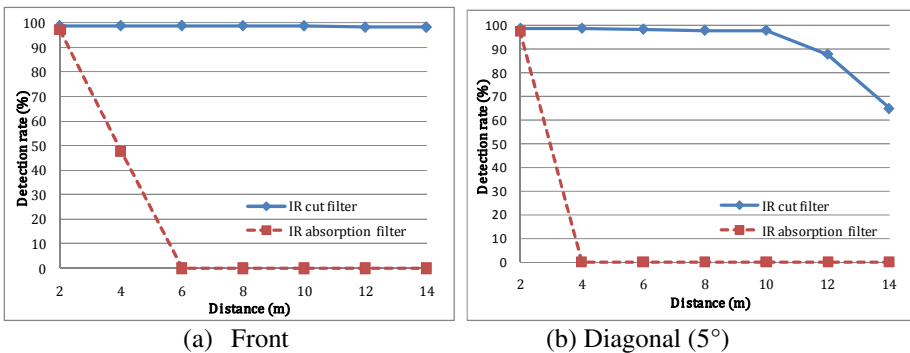 100
90
80
70
60
50
40
30
20
10
0
Detection rate (%)
IR cut filter
IR absorption filter
2 4 6 8 10 12 14
Distance (m)
(a) Front
100
90
80
70
60
50
40
30
20
10
0
Detection rate (%)
IR cut filter
IR absorption filter
2 4 6 8 10 12 14
Distance (m)
(b) Diagonal (5°)